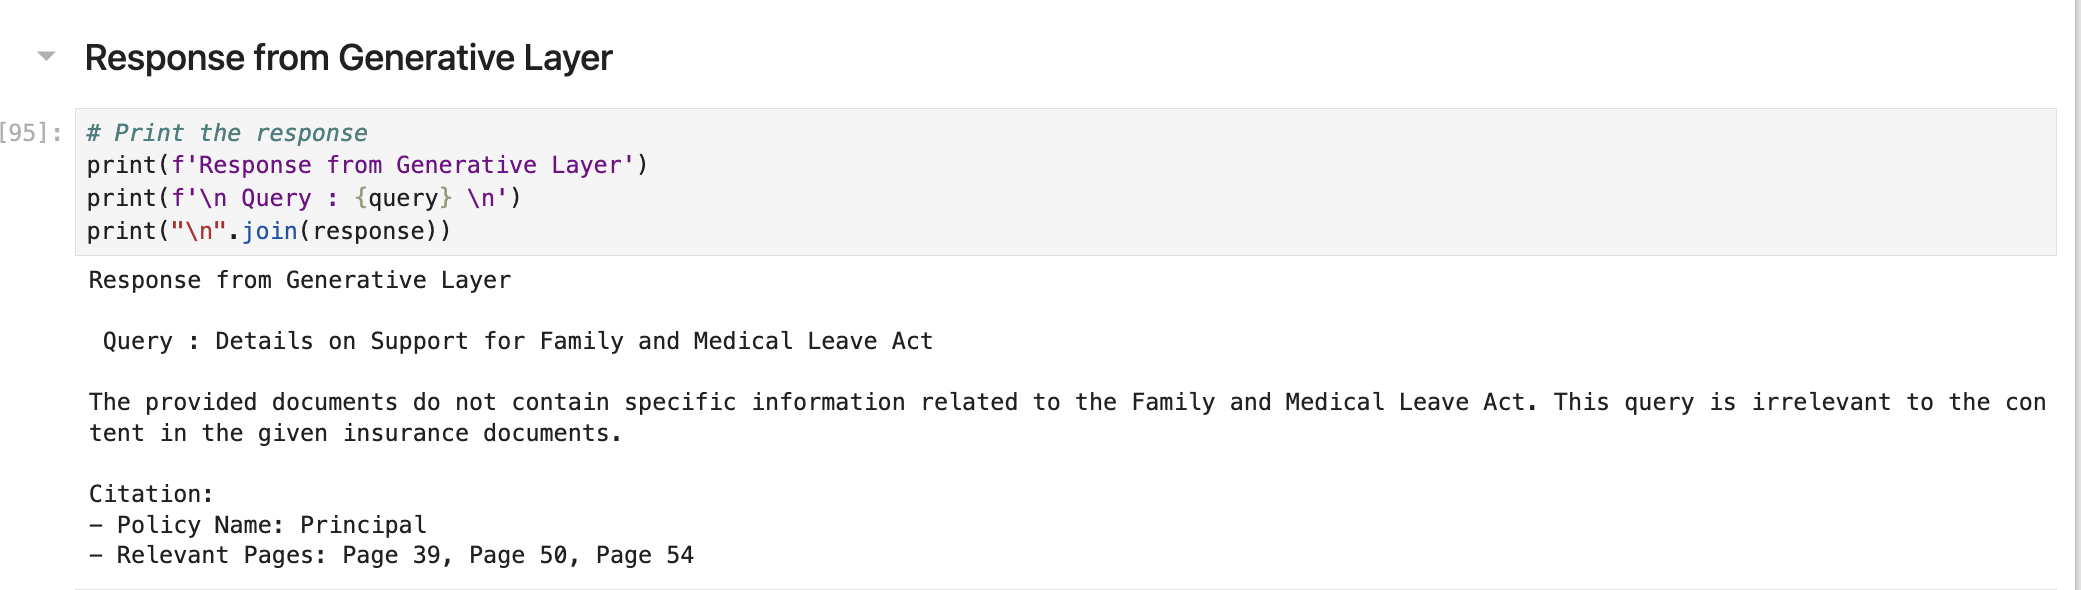 Response from Generative Layer
[95]:
# Print the response
print(f'Response from Generative Layer')
print(f'\n Query : {query} \n')
print("\n".join(response))
Response from Generative Layer
Query : Details on Support for Family and Medical Leave Act
The provided documents do not contain specific information related to the Family and Medical Leave Act. This query is irrelevant to the con
tent in the given insurance documents.
Citation:
- Policy Name: Principal
- Relevant Pages: Page 39, Page 50, Page 54